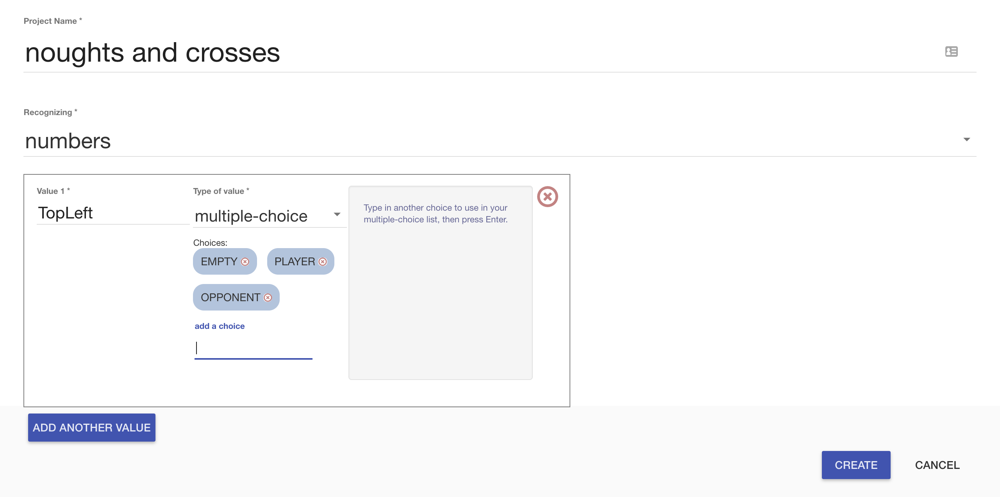 Project Name *
noughts and crosses
Recognizing *
numbers
Value 1 *
TopLeft
Type of value *
multiple-choice
Choices:
EMPTY
PLAYER
OPPONENT
add a choice
Type in another choice to use in your
multiple-choice list, then press Enter.
ADD ANOTHER VALUE
CREATE
CANCEL